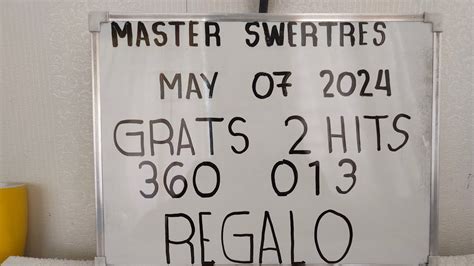 MASTER SWERTRES
MAY 07 2024
GRATS 2 HITS
360 013
REGALO